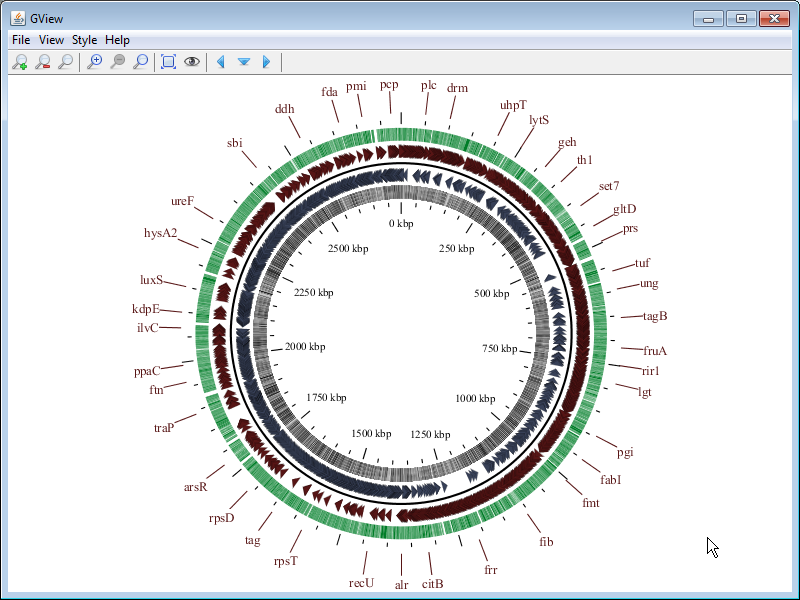 GView
File View Style Help
pcp
plc
drm
uhpT
lytS
geh
th1
set7
gltD
prs
tuf
ung
tagB
fruA
rir1
lgt
pgi
fabI
fmt
fib
frr
citB
alr
recU
rpsT
tag
rpsD
arsR
traP
ftn
ppaC
ilvC
kdpE
luxS
hysA2
ureF
sbi
ddh
fda
pmi
0 kbp
250 kbp
500 kbp
750 kbp
1000 kbp
1250 kbp
1500 kbp
1750 kbp
2000 kbp
2250 kbp
2500 kbp